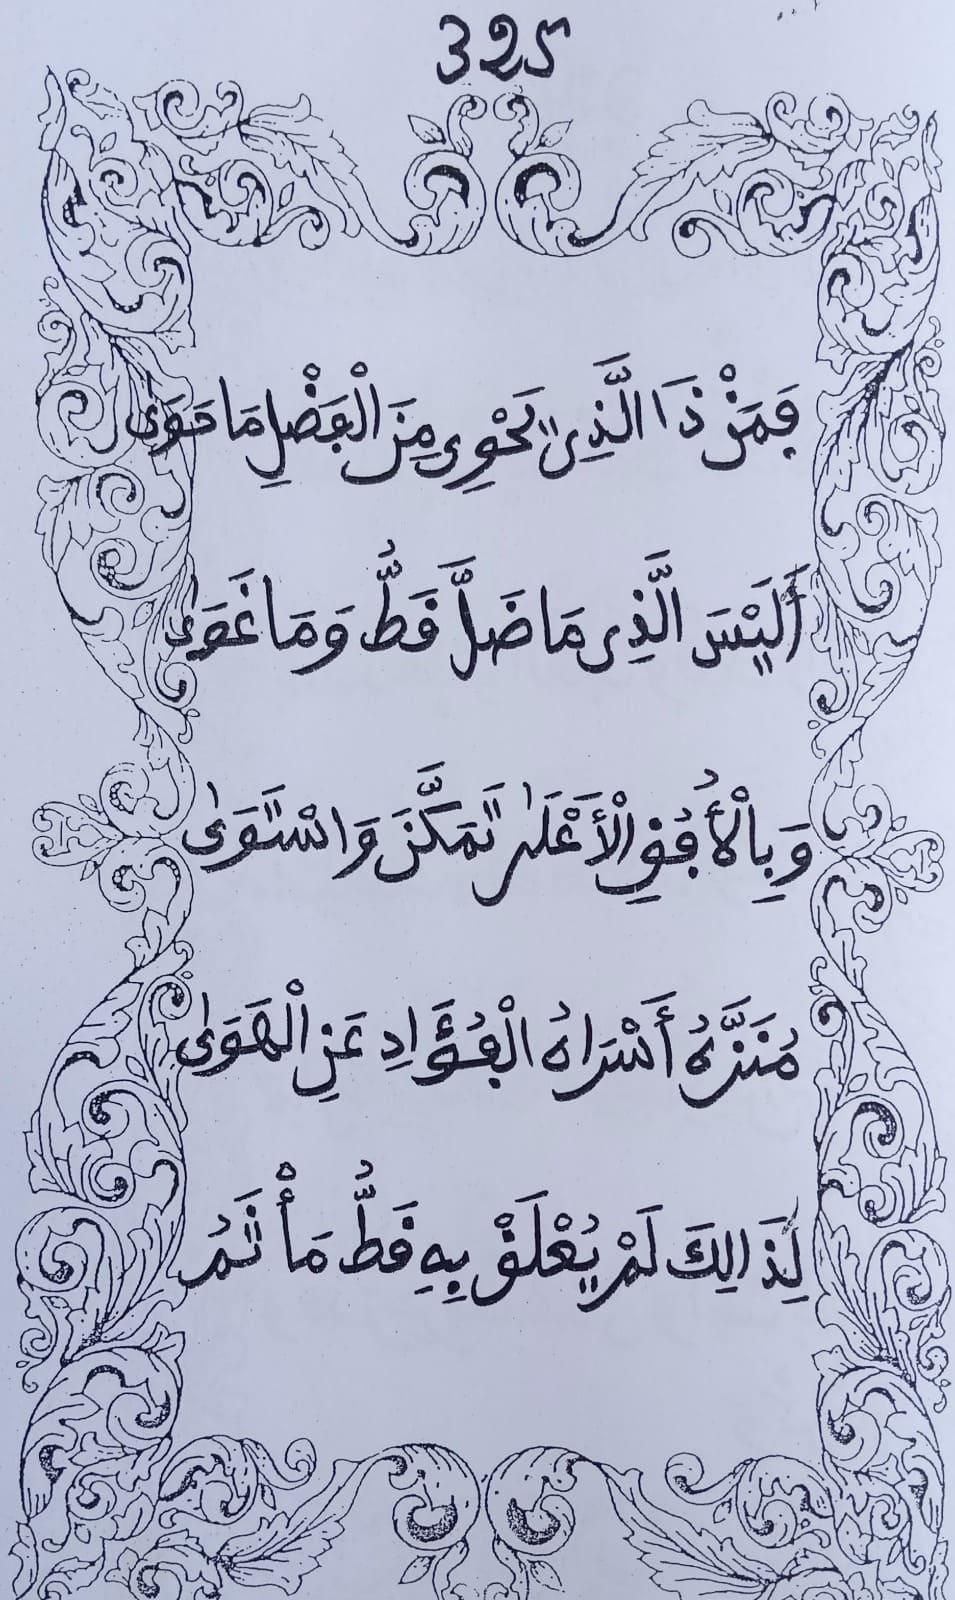 325
فَمَنْ ذَا الَّذِي يَحْوِي مِنَ الْفَضْلِ مَا حَوَى
أَلَيْسَ الَّذِي مَا ضَلَّ قَطُّ وَمَا غَوَى
وَبِالْأُفُقِ الْأَعْلَى تَمَكَّنَ وَاسْتَوَى
مُنَزَّهُ أَسْرَاهُ الْفُؤَادِ عَنِ الْهَوَى
لِذَالِكَ لَمْ يُعْلَقْ بِهِ قَطُّ مَأْثَمُ